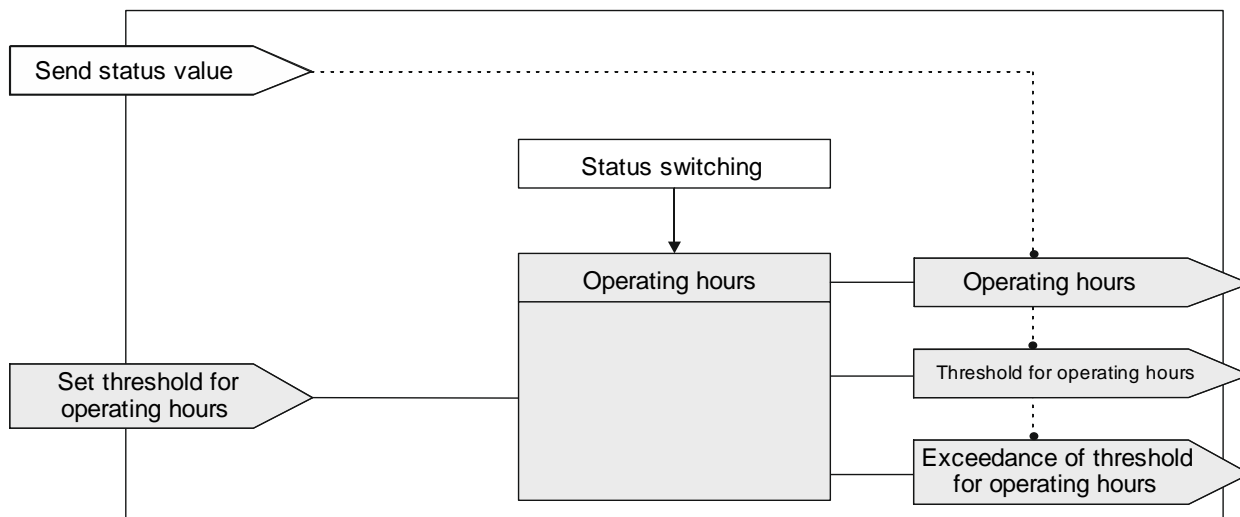 Send status value
Status switching
Operating hours
Operating hours
Set threshold for
operating hours
Threshold for operating hours
Exceedance of threshold
for operating hours